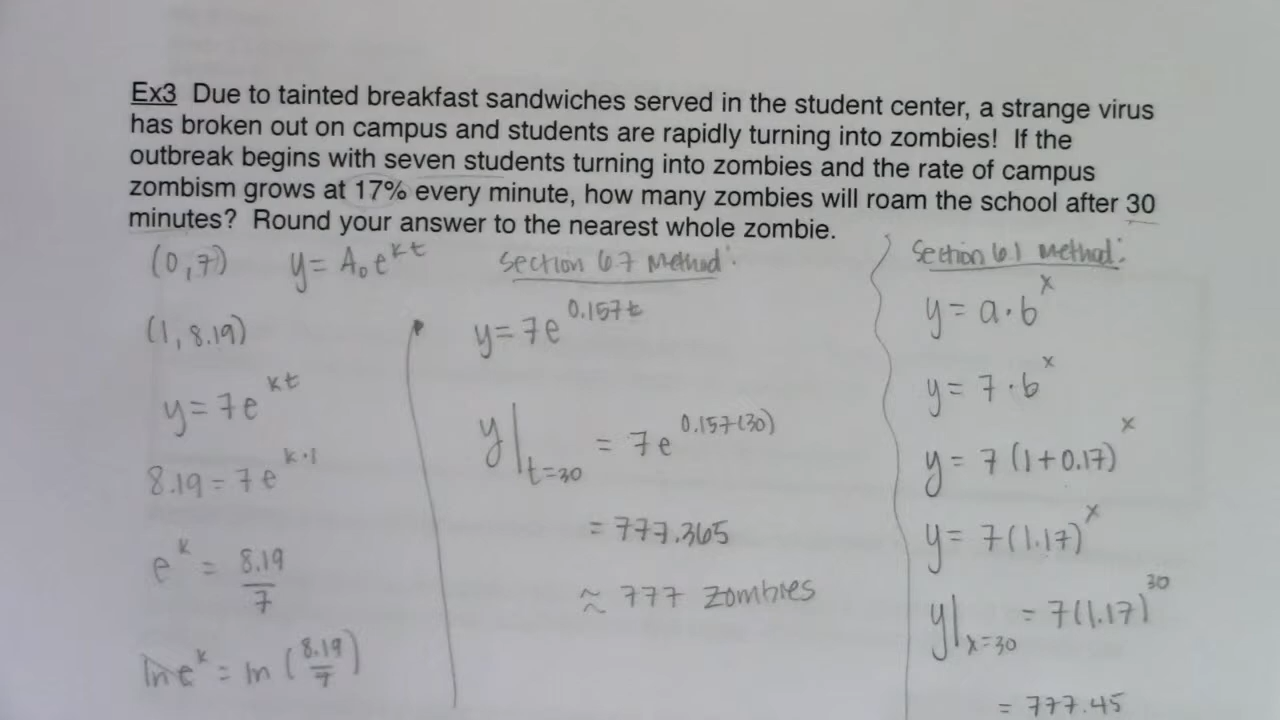 Ex3 Due to tainted breakfast sandwiches served in the student center, a strange virus
has broken out on campus and students are rapidly turning into zombies! If the
outbreak begins with seven students turning into zombies and the rate of campus
zombism grows at 17% every minute, how many zombies will roam the school after 30
minutes? Round your answer to the nearest whole zombie.
(0,7) y = A₀e^kt
(1, 8.19)
y = 7e^kt
8.19 = 7e^k·1
e^k = 8.19/7
ln e^k = ln (8.19/7)
Section 6.7 Method:
y = 7e^0.157t
y|t=30 = 7e^0.157(30)
= 777.365
≈ 777 zombies
Section 6.1 Method:
y = a·b^x
y = 7·b^x
y = 7(1+0.17)^x
y = 7(1.17)^x
y|x=30 = 7(1.17)^30
= 777.45